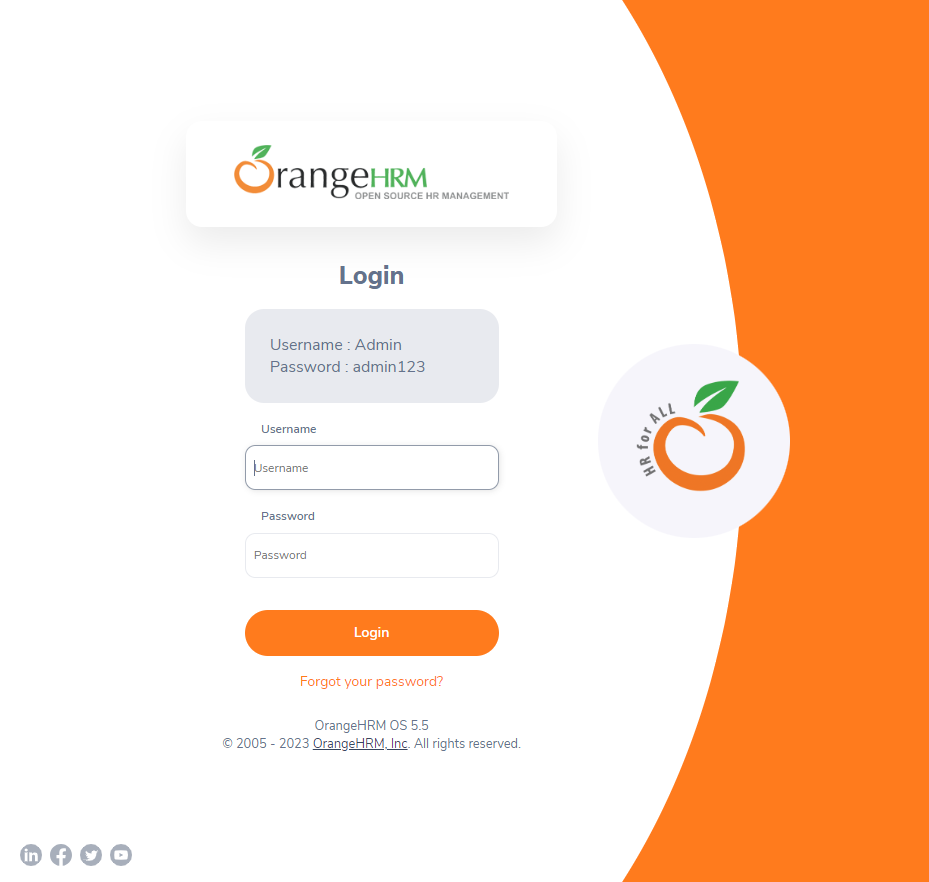 OrangeHRM
OPEN SOURCE HR MANAGEMENT
Login
Username : Admin
Password : admin123
Username
Username
Password
Password
Login
Forgot your password?
OrangeHRM OS 5.5
© 2005 - 2023 OrangeHRM, Inc. All rights reserved.
HR for ALL
in